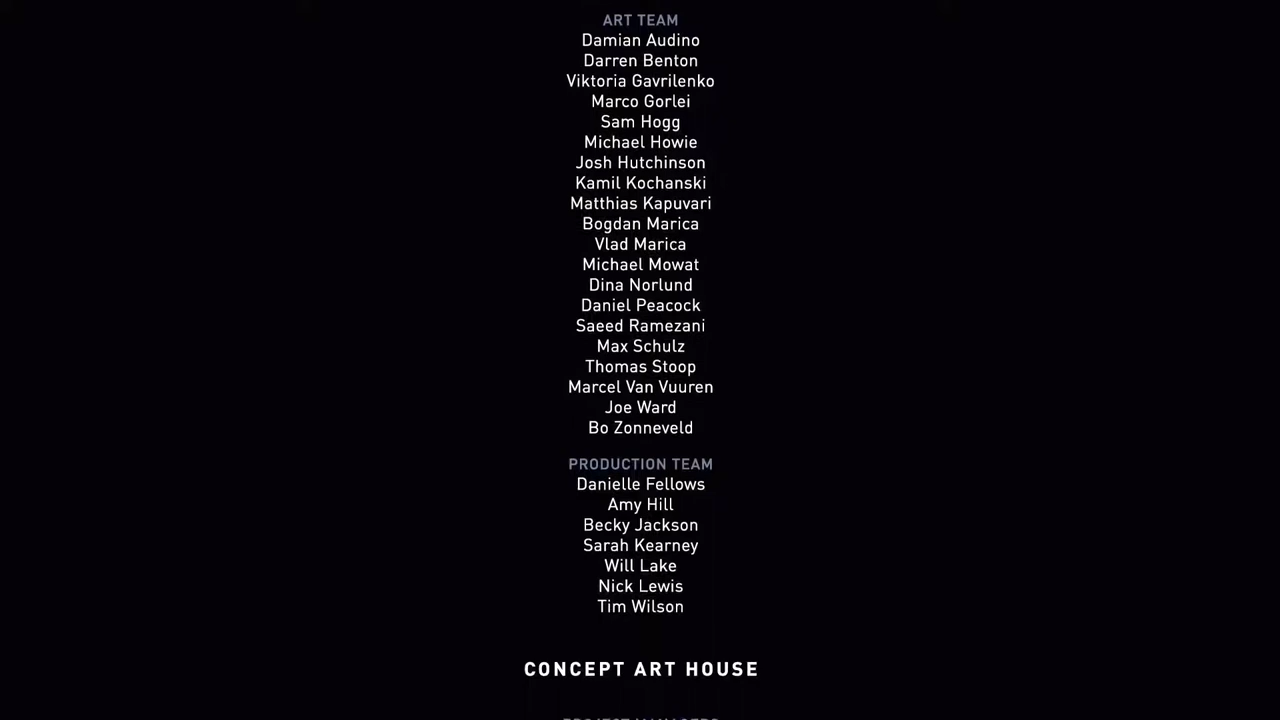 ART TEAM
Damian Audino
Darren Benton
Viktoria Gavrilenko
Marco Gorlei
Sam Hogg
Michael Howie
Josh Hutchinson
Kamil Kochanski
Matthias Kapuvari
Bogdan Marica
Vlad Marica
Michael Mowat
Dina Norlund
Daniel Peacock
Saeed Ramezani
Max Schulz
Thomas Stoop
Marcel Van Vuuren
Joe Ward
Bo Zonneveld
PRODUCTION TEAM
Danielle Fellows
Amy Hill
Becky Jackson
Sarah Kearney
Will Lake
Nick Lewis
Tim Wilson
CONCEPT ART HOUSE